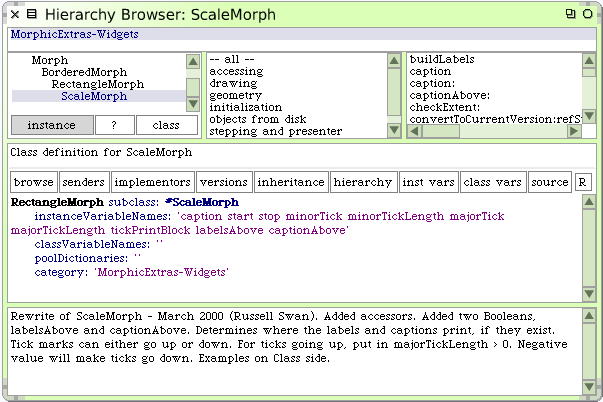 Hierarchy Browser: ScaleMorph
MorphicExtras-Widgets
Morph
BorderedMorph
RectangleMorph
ScaleMorph
instance ? class
-- all --
accessing
drawing
geometry
initialization
objects from disk
stepping and presenter
buildLabels
caption
caption:
captionAbove:
checkExtent:
convertToCurrentVersion:refS
Class definition for ScaleMorph
browse senders implementors versions inheritance hierarchy inst vars class vars source R
RectangleMorph subclass: #ScaleMorph
instanceVariableNames: 'caption start stop minorTick minorTickLength majorTick
majorTickLength tickPrintBlock labelsAbove captionAbove'
classVariableNames: ''
poolDictionaries: ''
category: 'MorphicExtras-Widgets'
Rewrite of ScaleMorph - March 2000 (Russell Swan). Added accessors. Added two Booleans,
labelsAbove and captionAbove. Determines where the labels and captions print, if they exist.
Tick marks can either go up or down. For ticks going up, put in majorTickLength > 0. Negative
value will make ticks go down. Examples on Class side.